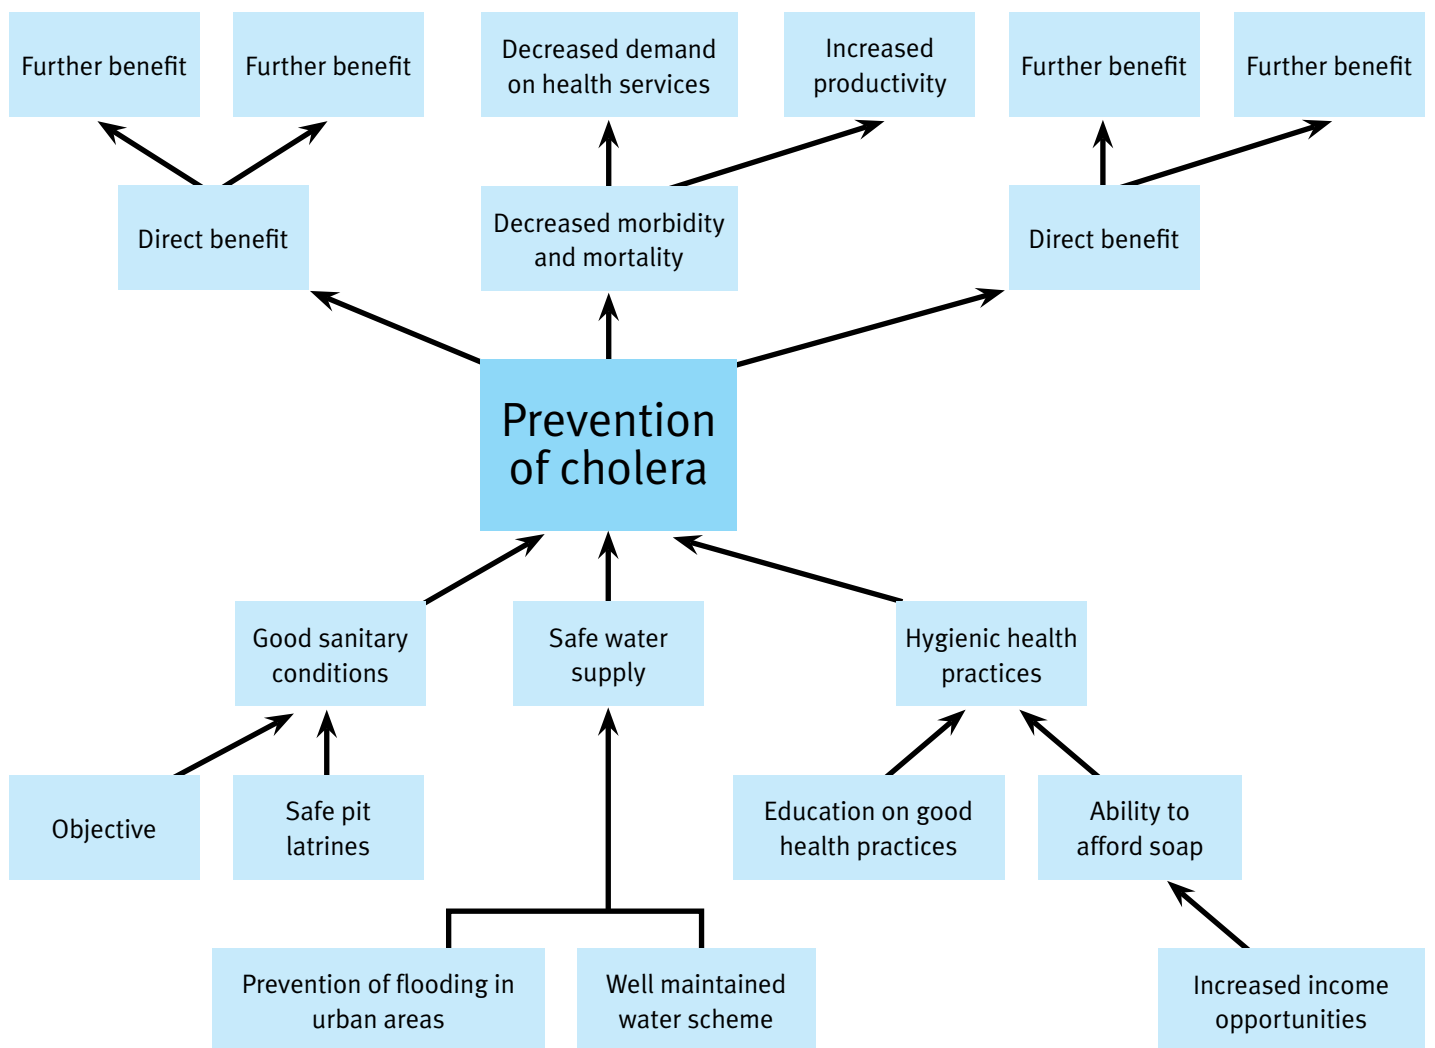 Further benefit
Further benefit
Decreased demand
on health services
Increased
productivity
Further benefit
Further benefit
Direct benefit
Decreased morbidity
and mortality
Direct benefit
Prevention
of cholera
Good sanitary
conditions
Safe water
supply
Hygienic health
practices
Objective
Safe pit
latrines
Education on good
health practices
Ability to
afford soap
Prevention of flooding in
urban areas
Well maintained
water scheme
Increased income
opportunities